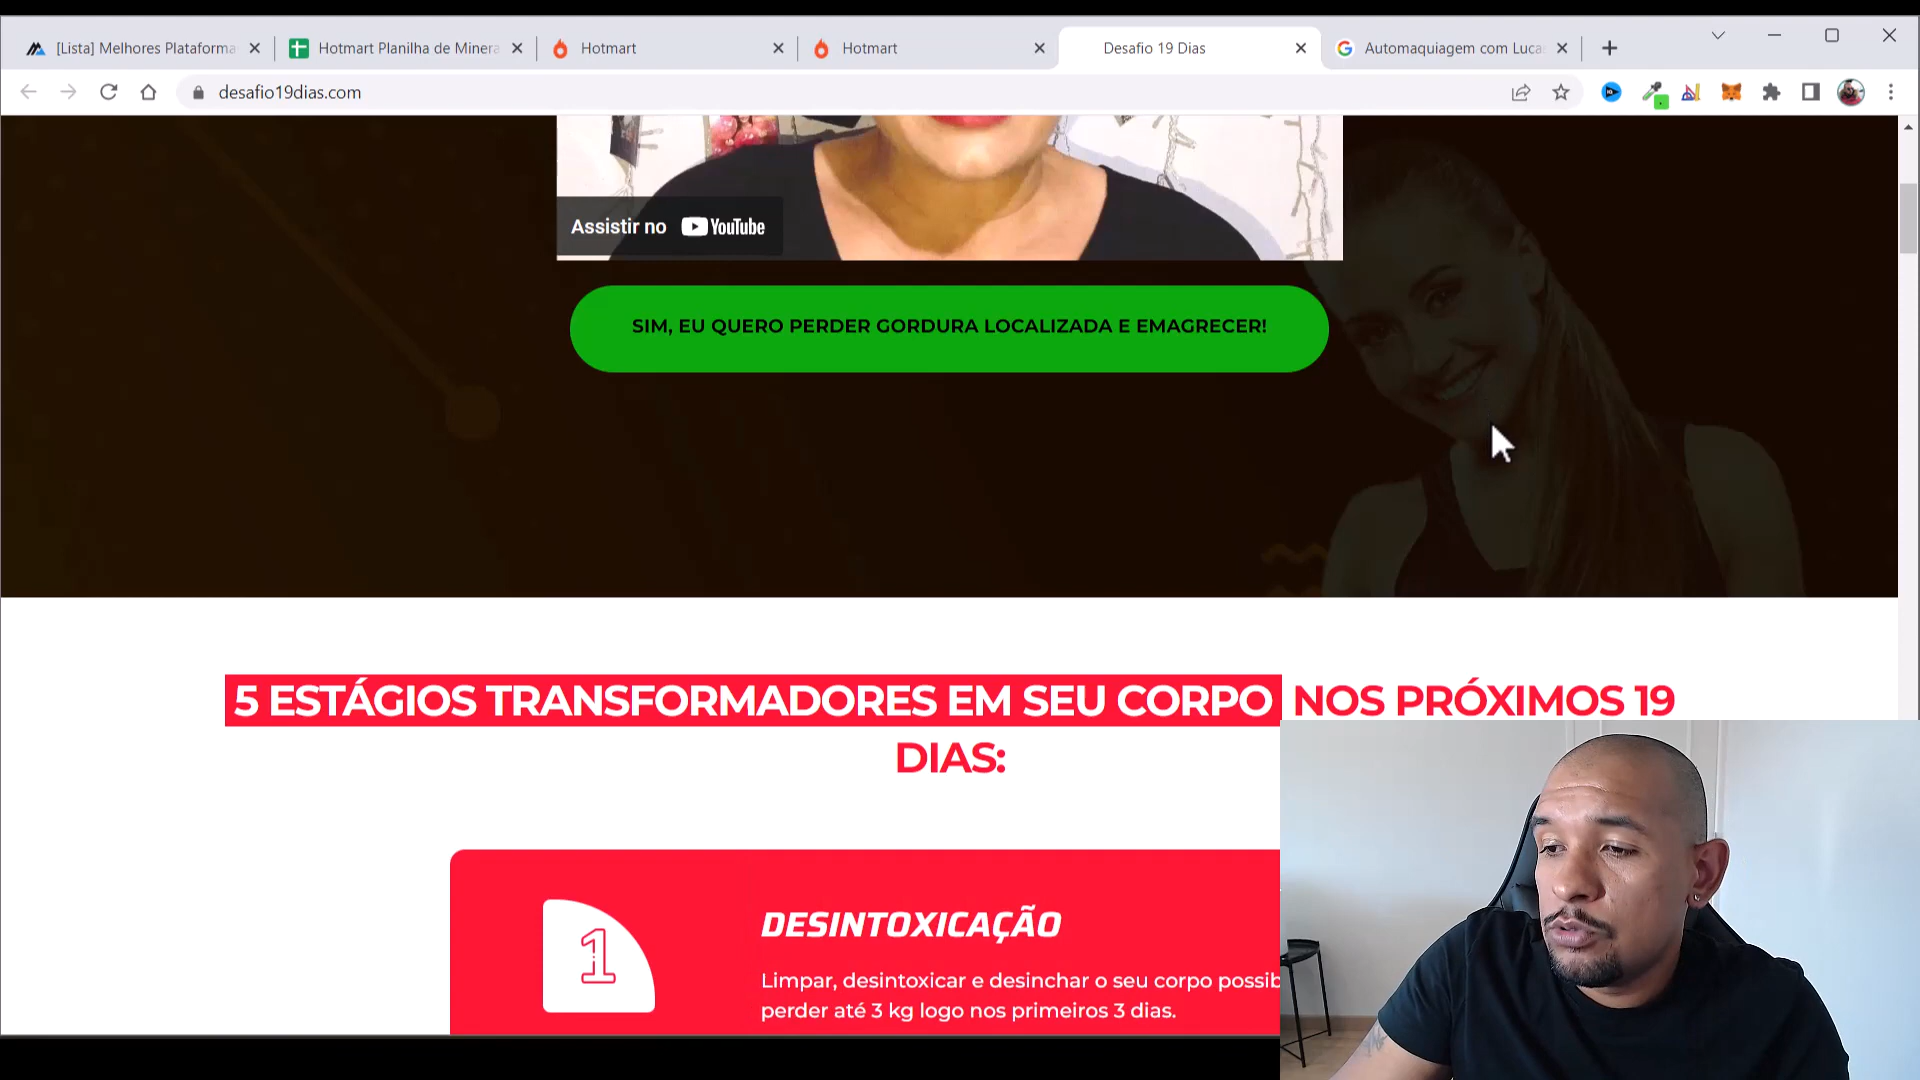 [Lista] Melhores Plataforma
Hotmart Planilha de Minera
Hotmart
Hotmart
Desafio 19 Dias
Automaquiagem com Luca
desafio19dias.com
Assistir no YouTube
SIM, EU QUERO PERDER GORDURA LOCALIZADA E EMAGRECER!
5 ESTÁGIOS TRANSFORMADORES EM SEU CORPO NOS PRÓXIMOS 19
DIAS:
1
DESINTOXICAÇÃO
Limpar, desintoxicar e desinchar o seu corpo possib
perder até 3 kg logo nos primeiros 3 dias.